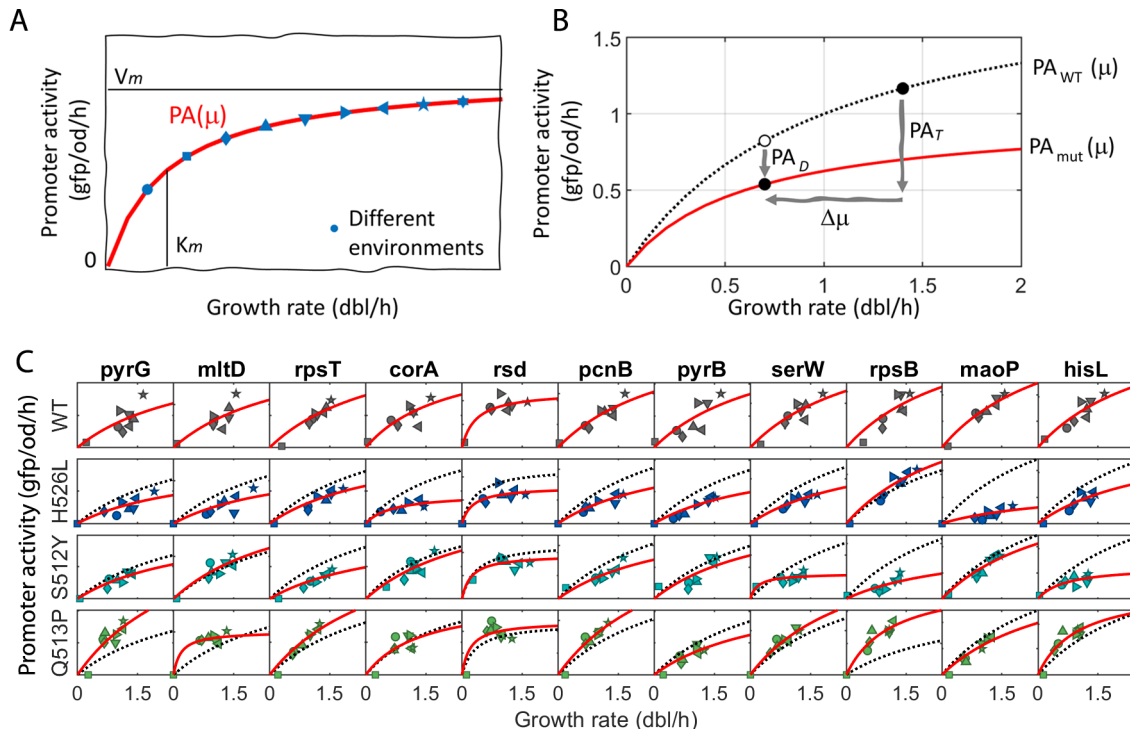 A
Promoter activity
(gfp/od/h)
Vm
PA(μ)
Km
Different
environments
0
Growth rate (dbl/h)
B
Promoter activity
(gfp/od/h)
1.5
1
0.5
0
0
0.5
1
1.5
2
PA WT (μ)
PA mut (μ)
PA T
PA D
Δμ
Growth rate (dbl/h)
C
pyrG mltD rpsT corA rsd pcnB pyrB serW rpsB maoP hisL
Promoter activity (gfp/od/h)
WT
H526L
S512Y
Q513P
0 1.5 0 1.5 0 1.5 0 1.5 0 1.5 0 1.5 0 1.5 0 1.5 0 1.5 0 1.5 0 1.5
Growth rate (dbl/h)